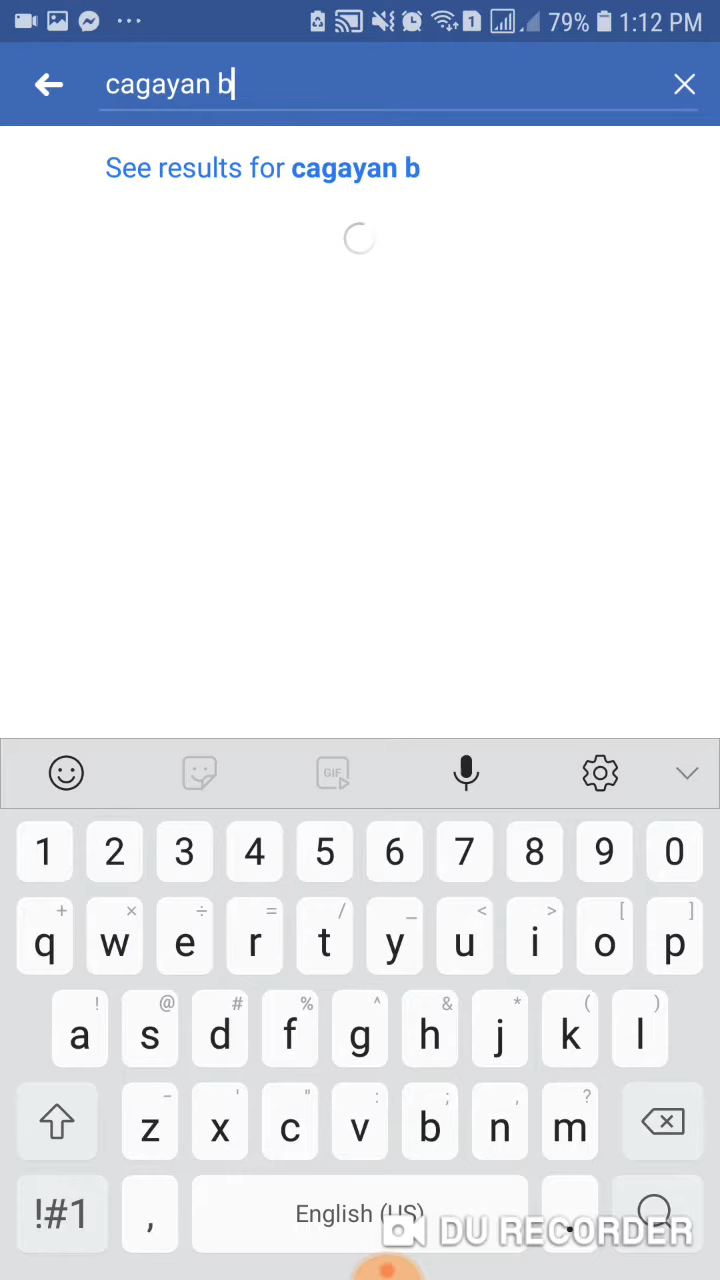 79% 1:12 PM
cagayan b
See results for cagayan b
GIF
1 2 3 4 5 6 7 8 9 0
+ × ÷ = / _ < > [ ]
q w e r t y u i o p
! @ # % ^ & * ( )
a s d f g h j k l
- ' " : ; , ?
z x c v b n m
!#1 , English (US) .
DU RECORDER